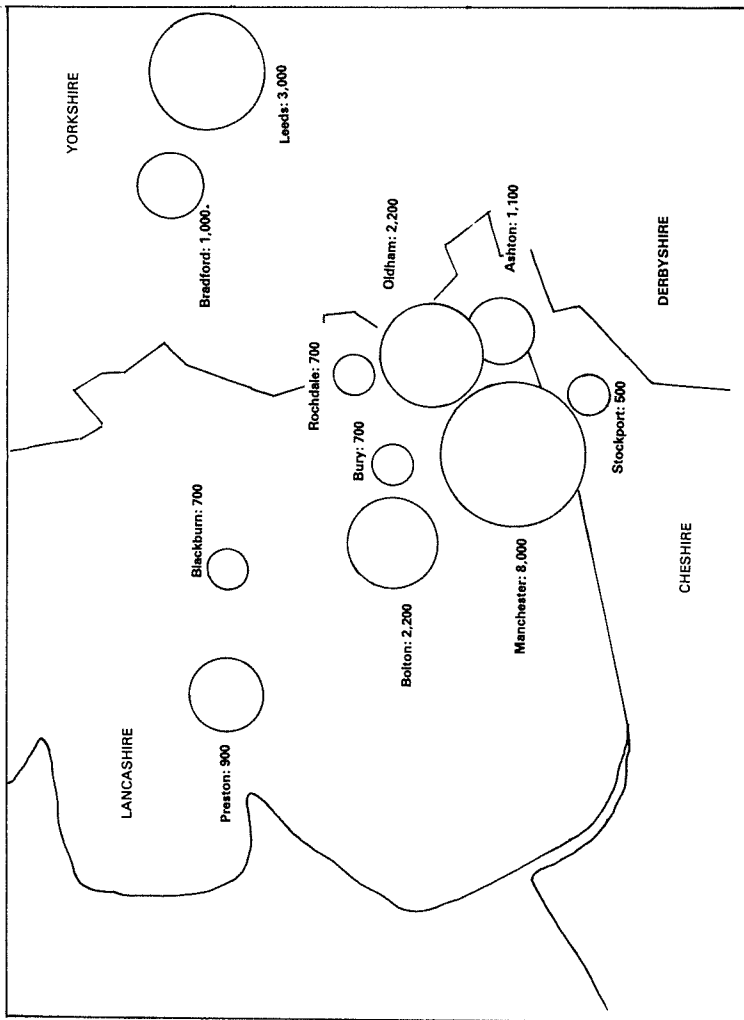 YORKSHIRE
Leeds: 3,000
Bradford: 1,000.
Oldham: 2,200
Ashton: 1,100
DERBYSHIRE
Rochdale: 700
Bury: 700
Stockport: 500
Blackburn: 700
Manchester: 8,000
CHESHIRE
Bolton: 2,200
LANCASHIRE
Preston: 900